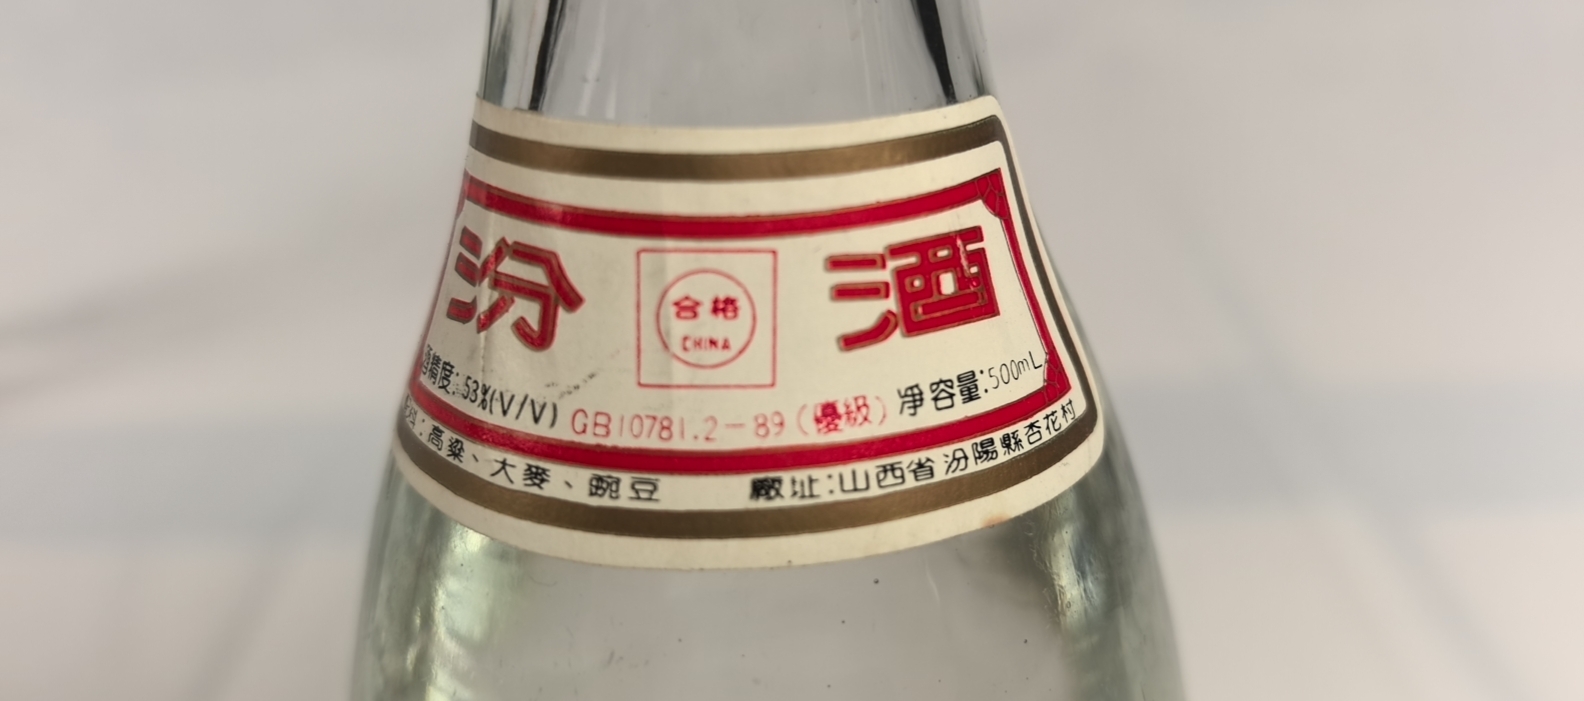 汾 酒
合格
CHINA
酒精度:53%(V/V) GB10781.2-89(優級) 净容量:500mL
高粱、大麥、豌豆 廠址:山西省汾陽縣杏花村